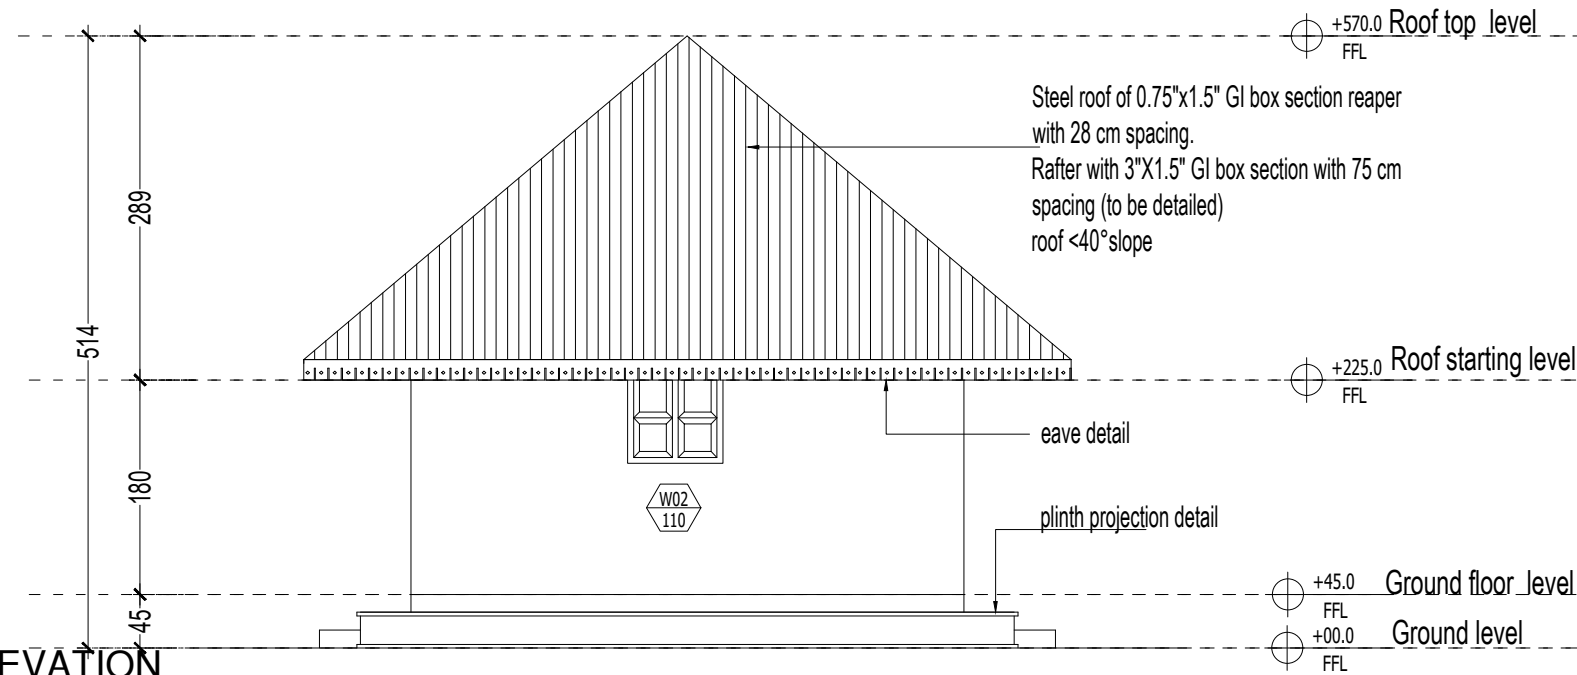 +570.0 Roof top level
FFL
Steel roof of 0.75"x1.5" GI box section reaper
with 28 cm spacing.
Rafter with 3"X1.5" GI box section with 75 cm
spacing (to be detailed)
roof <40°slope
289
514
+225.0 Roof starting level
FFL
eave detail
180
W02
110
plinth projection detail
+45.0 Ground floor level
FFL
45
+00.0 Ground level
FFL
EVATION